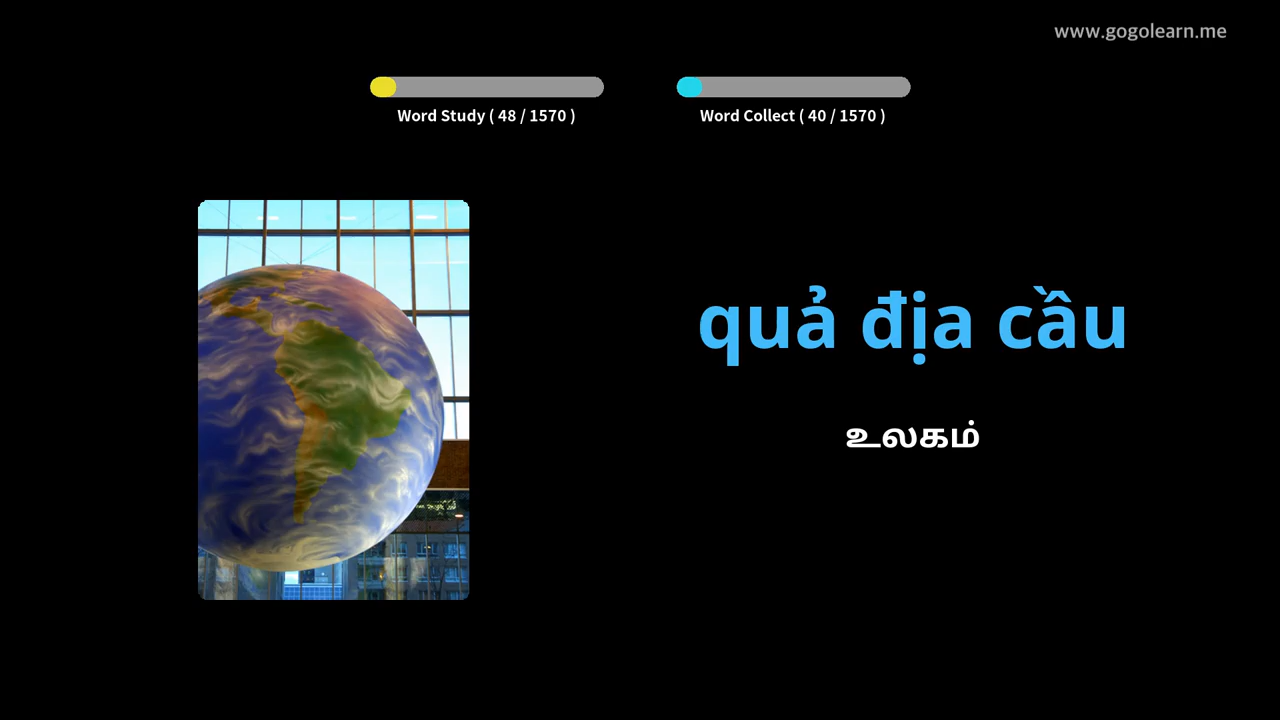 www.gogolearn.me
Word Study ( 48 / 1570 )
Word Collect ( 40 / 1570 )
quả địa cầu
உலகம்